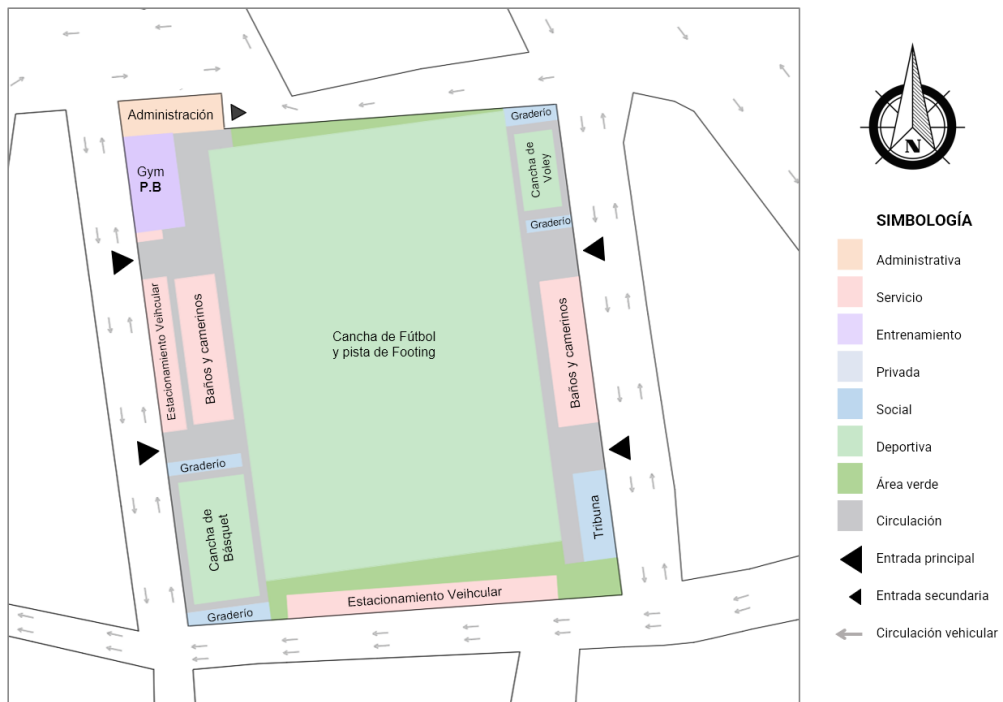 Administración
Graderío
Cancha de
Voley
Gym
P.B
Graderío
Estacionamiento Veihcular
Baños y camerinos
Cancha de Fútbol
y pista de Footing
Baños y camerinos
Graderío
Cancha de
Básquet
Tribuna
Estacionamiento Veihcular
Graderío
N
SIMBOLOGÍA
Administrativa
Servicio
Entrenamiento
Privada
Social
Deportiva
Área verde
Circulación
Entrada principal
Entrada secundaria
Circulación vehicular